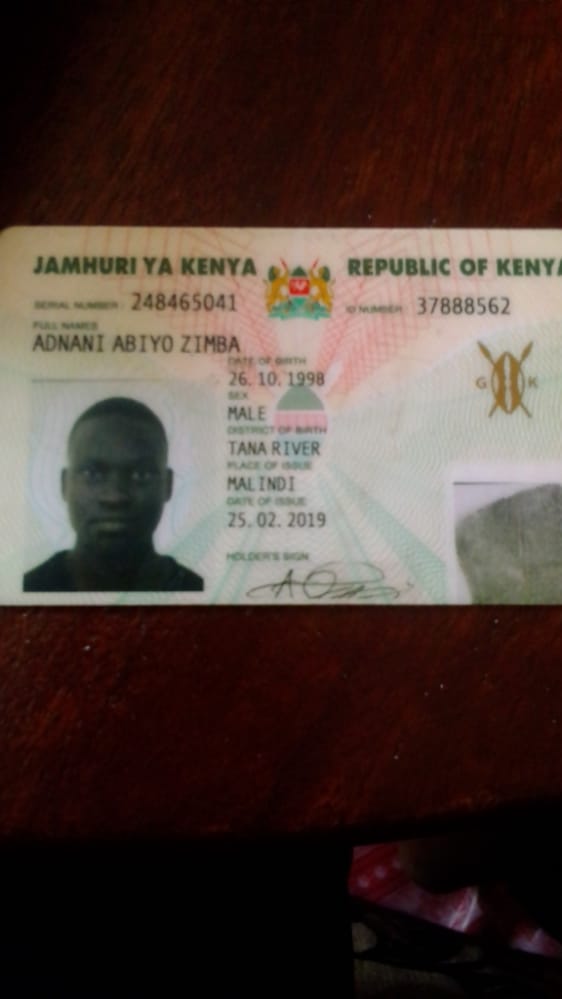 JAMHURI YA KENYA REPUBLIC OF KENYA
SERIAL NUMBER: 248465041 ID NUMBER: 37888562
FULL NAMES
ADNANI ABIYO ZIMBA
DATE OF BIRTH
26. 10. 1998
SEX
MALE
G K
DISTRICT OF BIRTH
TANA RIVER
PLACE OF ISSUE
MALINDI
DATE OF ISSUE
25. 02. 2019
HOLDER'S SIGN.